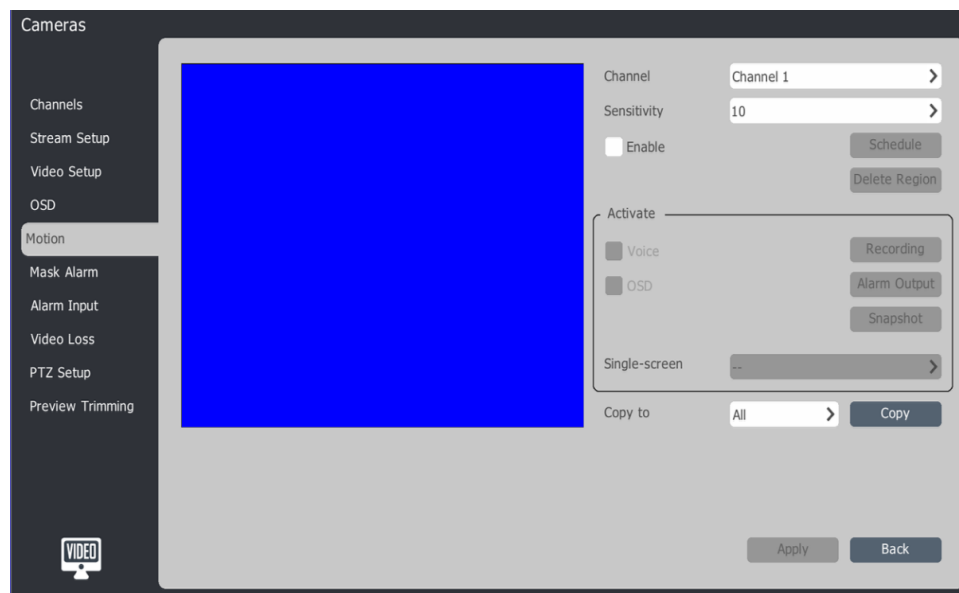 Cameras
Channels
Stream Setup
Video Setup
OSD
Motion
Mask Alarm
Alarm Input
Video Loss
PTZ Setup
Preview Trimming
VIDEO
Channel Channel 1
Sensitivity 10
Enable Schedule
Delete Region
Activate
Voice Recording
OSD Alarm Output
Snapshot
Single-screen --
Copy to All Copy
Apply Back